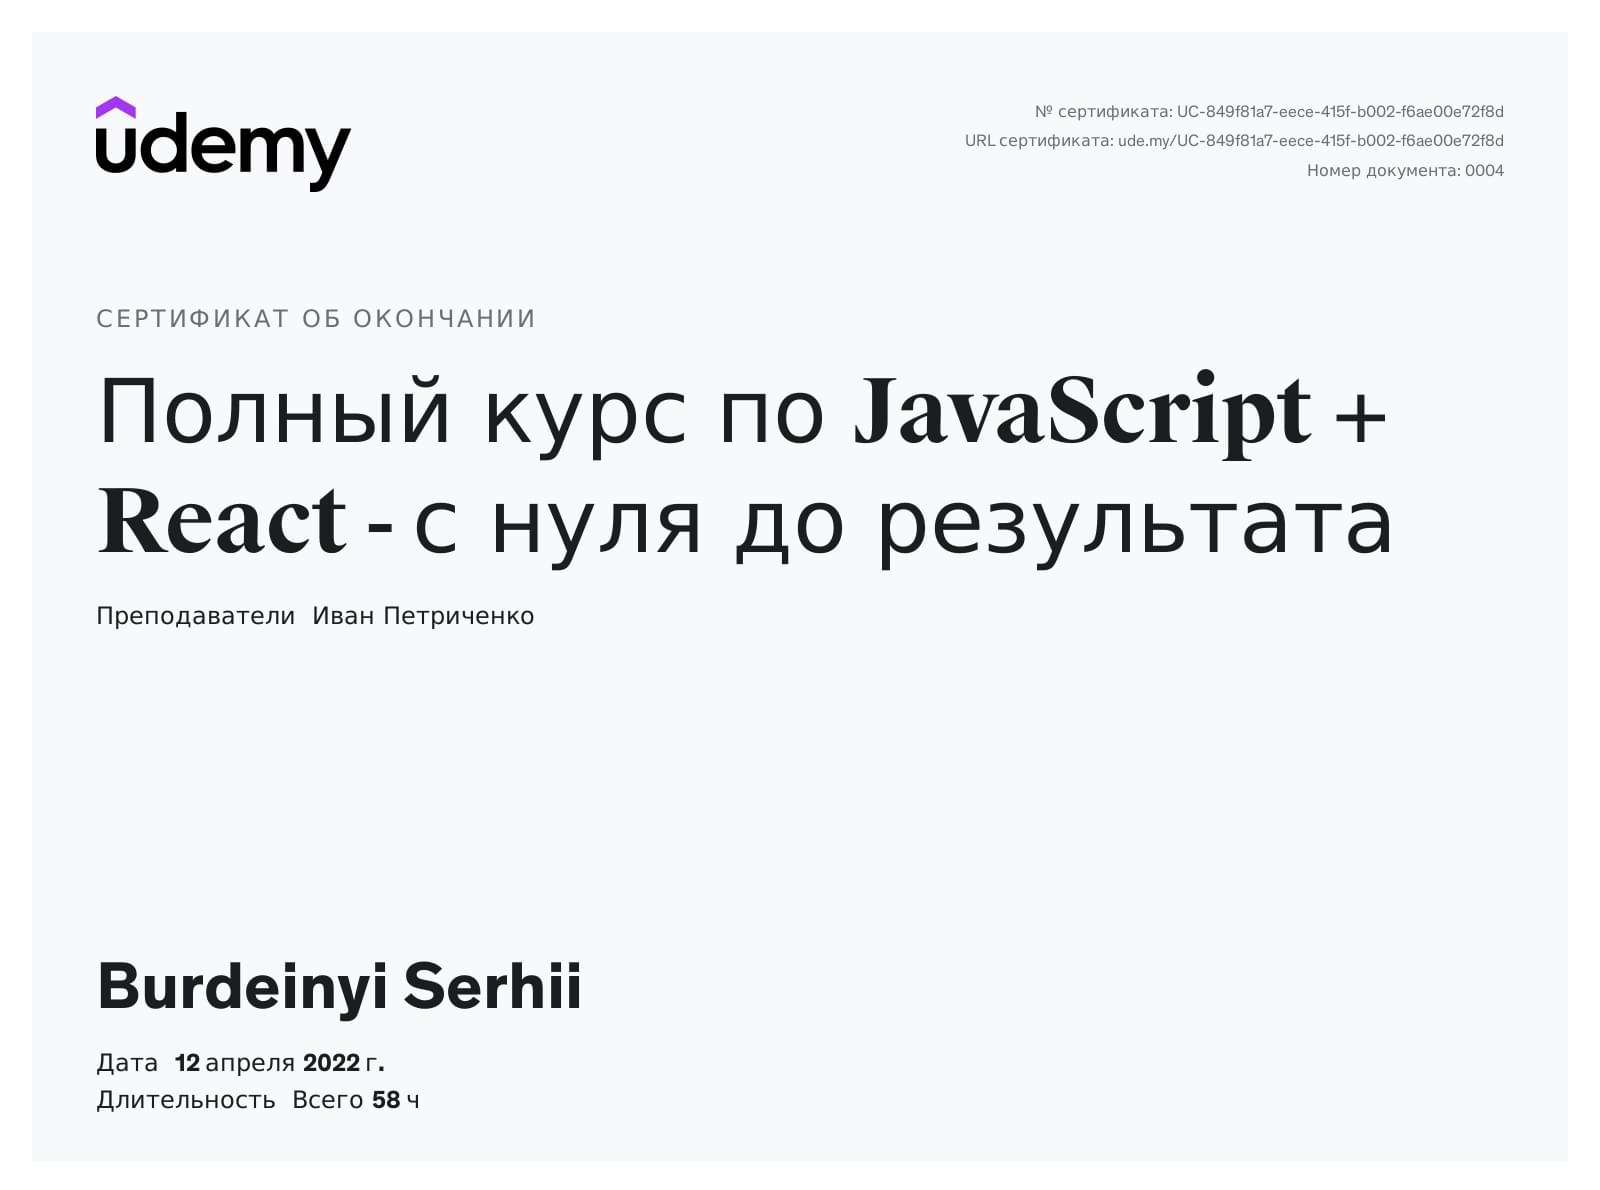 udemy
№ сертификата: UC-849f81a7-eece-415f-b002-f6ae00e72f8d
URL сертификата: ude.my/UC-849f81a7-eece-415f-b002-f6ae00e72f8d
Номер документа: 0004
СЕРТИФИКАТ ОБ ОКОНЧАНИИ
Полный курс по JavaScript +
React - с нуля до результата
Преподаватели Иван Петриченко
Burdeinyi Serhii
Дата 12 апреля 2022 г.
Длительность Всего 58 ч